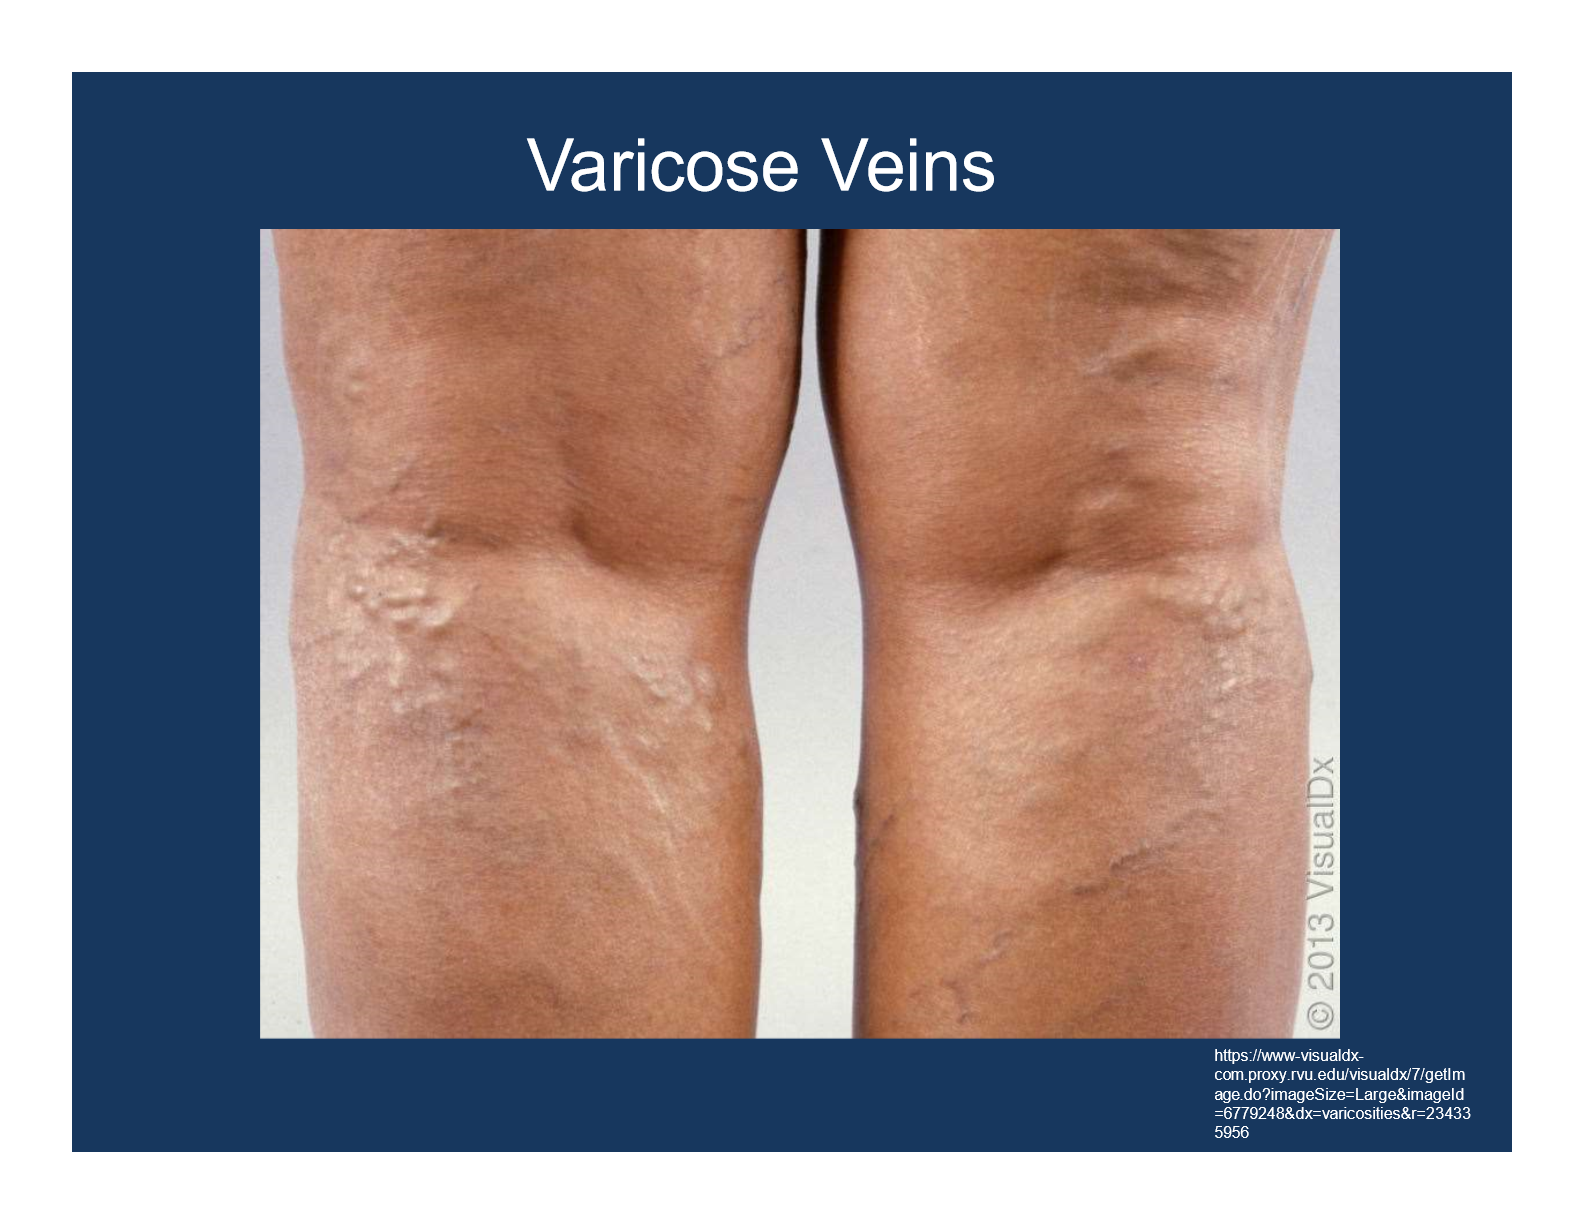 Varicose Veins
© 2013 VisualDx
https://www-visualdx-
com.proxy.rvu.edu/visualdx/7/getIm
age.do?imageSize=Large&imageId
=6779248&dx=varicosities&r=23433
5956